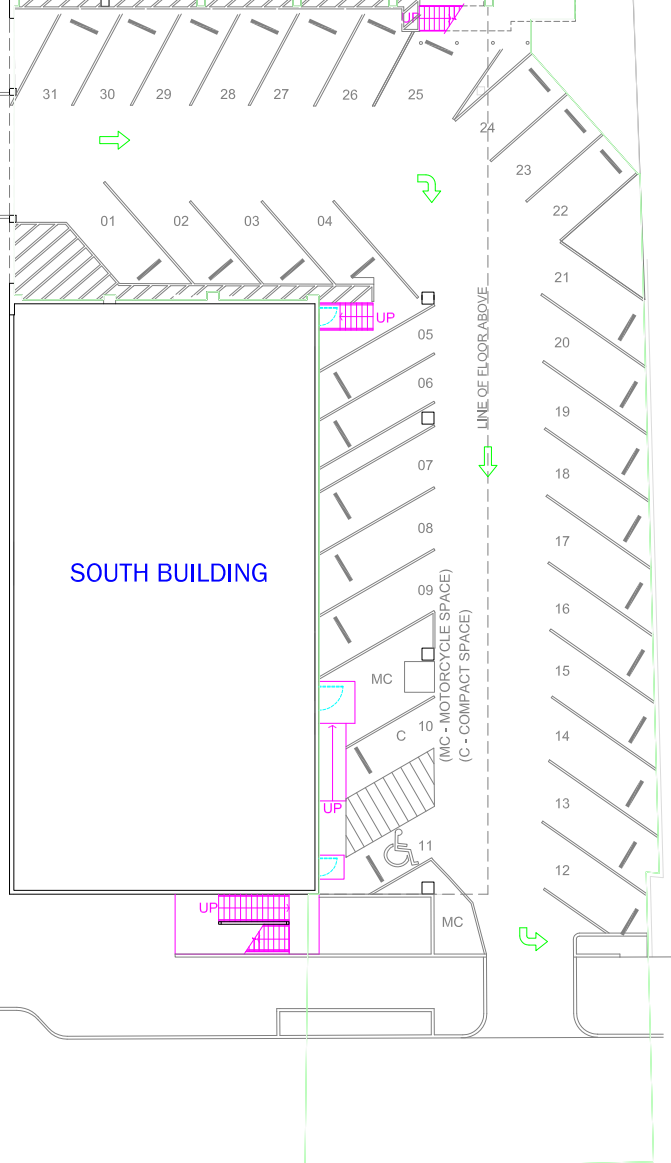 UP
31 30 29 28 27 26 25
24
23
22
01 02 03 04
21
UP
05
20
06
LINE OF FLOOR ABOVE
19
07
18
08
17
SOUTH BUILDING
09
16
(MC - MOTORCYCLE SPACE)
(C - COMPACT SPACE)
MC
15
C 10
14
UP
13
11
12
UP
MC